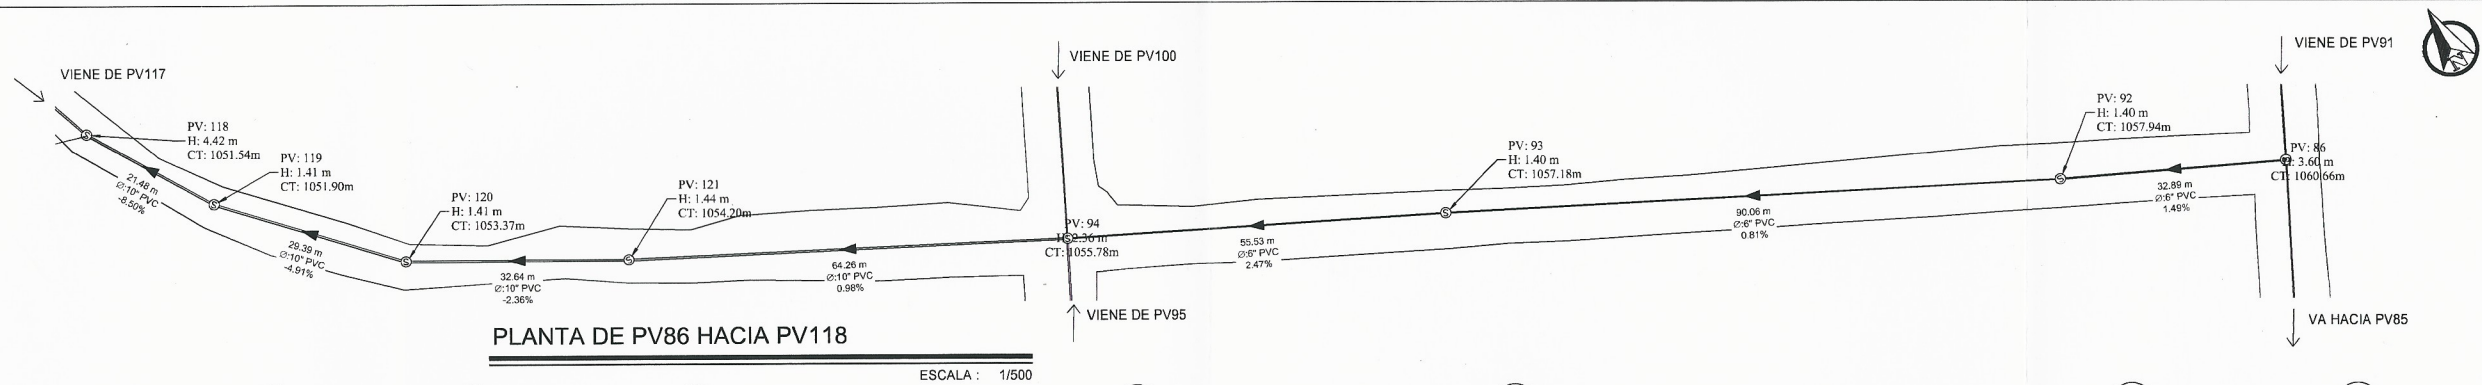 VIENE DE PV117
PV: 118
H: 4.42 m
CT: 1051.54m
21.48 m
Ø:10" PVC
-8.50%
PV: 119
H: 1.41 m
CT: 1051.90m
29.39 m
Ø:10" PVC
-4.91%
PV: 120
H: 1.41 m
CT: 1053.37m
32.64 m
Ø:10" PVC
-2.36%
PV: 121
H: 1.44 m
CT: 1054.20m
64.26 m
Ø:10" PVC
0.98%
VIENE DE PV100
PV: 94
H: 2.36 m
CT: 1055.78m
VIENE DE PV95
55.53 m
Ø:6" PVC
2.47%
PV: 93
H: 1.40 m
CT: 1057.18m
90.06 m
Ø:6" PVC
0.81%
PV: 92
H: 1.40 m
CT: 1057.94m
32.89 m
Ø:6" PVC
1.49%
VIENE DE PV91
PV: 86
H: 3.60 m
CT: 1060.66m
VA HACIA PV85
N
S
S
S
S
S
S
S
S
PLANTA DE PV86 HACIA PV118
ESCALA : 1/500